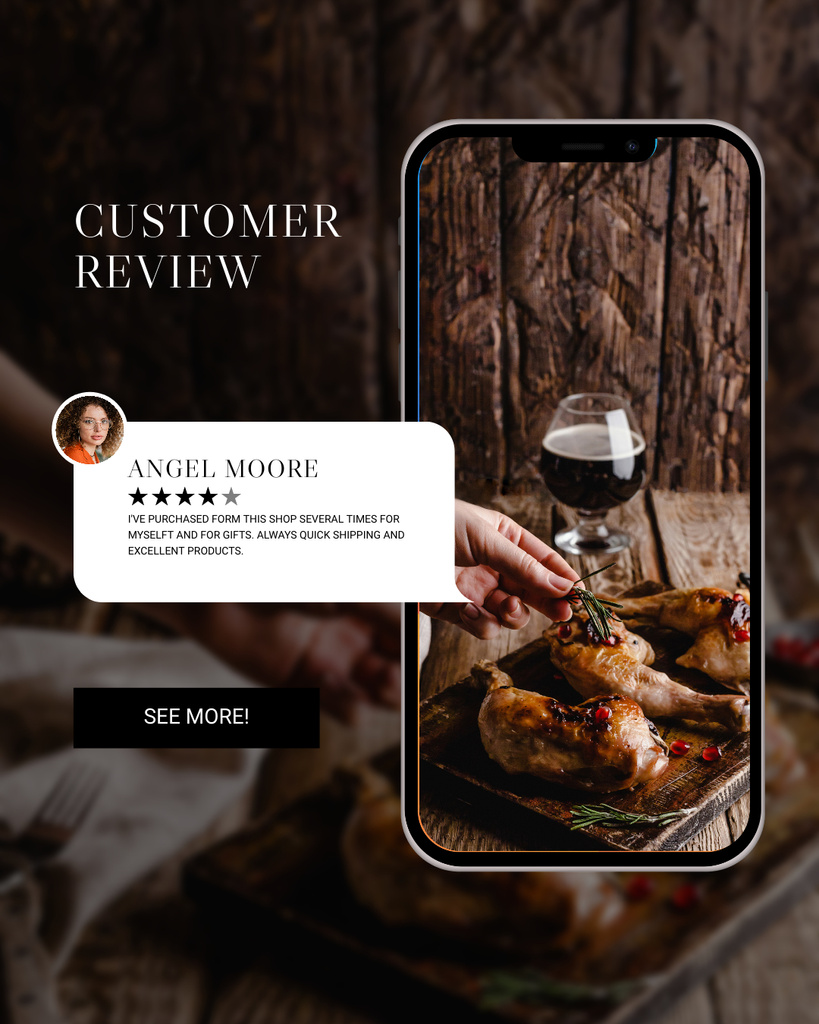 CUSTOMER
REVIEW
ANGEL MOORE
I'VE PURCHASED FORM THIS SHOP SEVERAL TIMES FOR
MYSELFT AND FOR GIFTS. ALWAYS QUICK SHIPPING AND
EXCELLENT PRODUCTS.
SEE MORE!